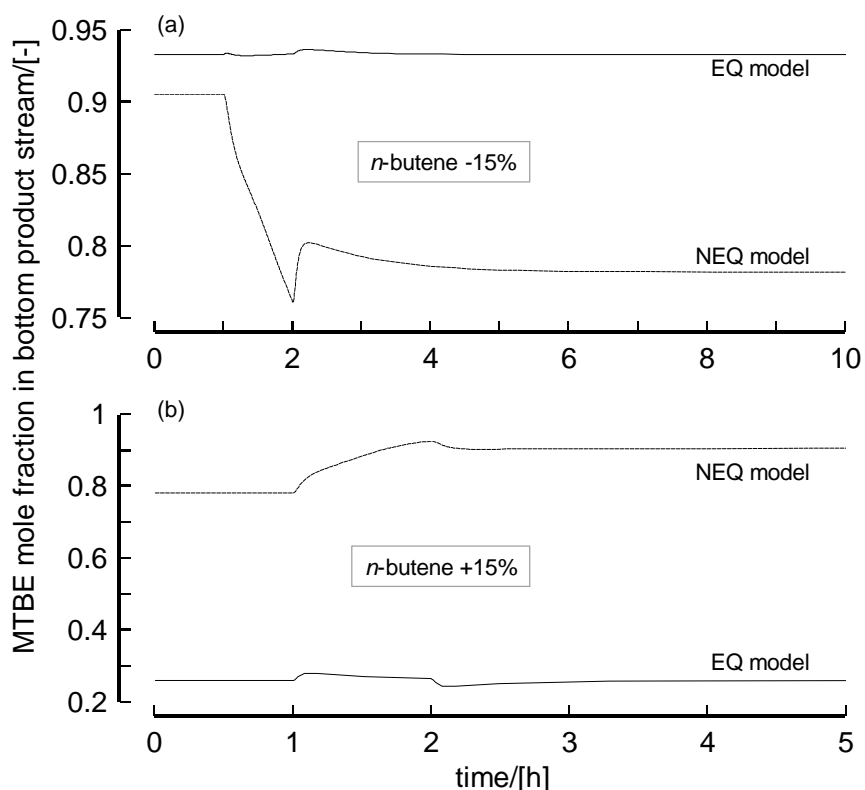 MTBE mole fraction in bottom product stream/[-]
(a)
0.95
0.9
0.85
0.8
0.75
EQ model
n-butene -15%
NEQ model
0 2 4 6 8 10
(b)
1
0.8
0.6
0.4
0.2
NEQ model
n-butene +15%
EQ model
0 1 2 3 4 5
time/[h]